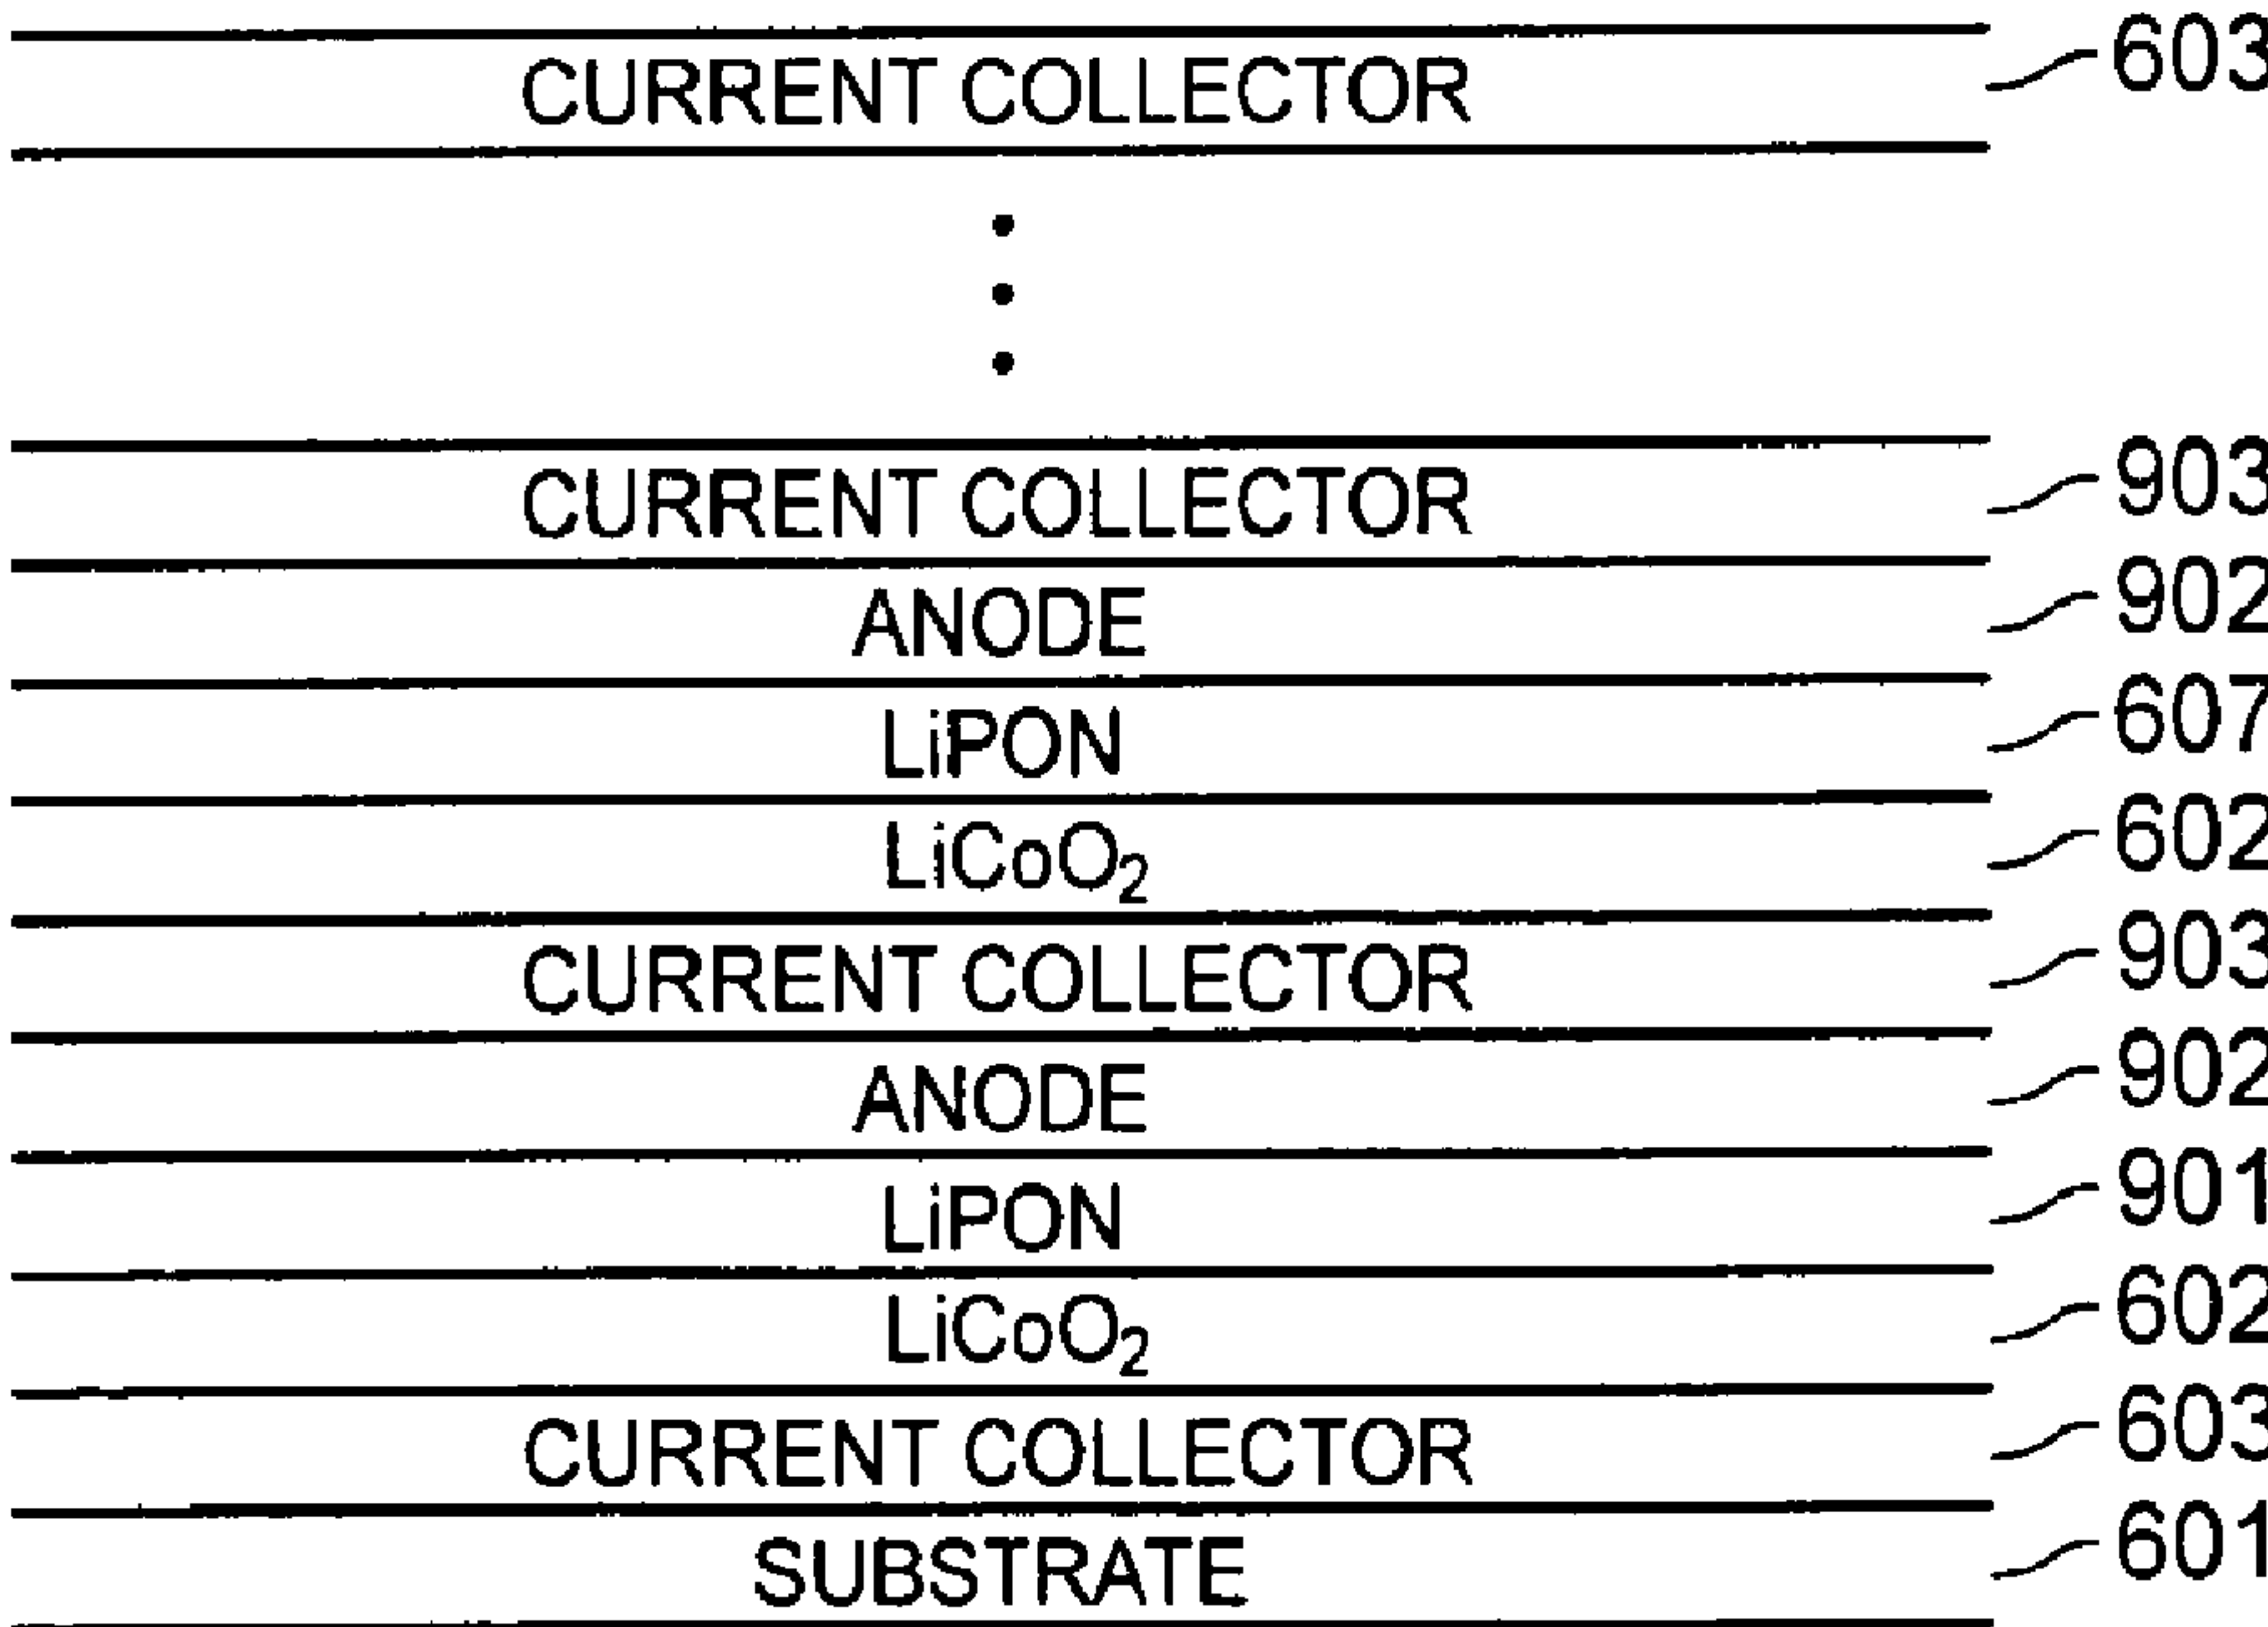 CURRENT COLLECTOR 603
CURRENT COLLECTOR 903
ANODE 902
LiPON 607
LiCoO₂ 602
CURRENT COLLECTOR 903
ANODE 902
LiPON 901
LiCoO₂ 602
CURRENT COLLECTOR 603
SUBSTRATE 601